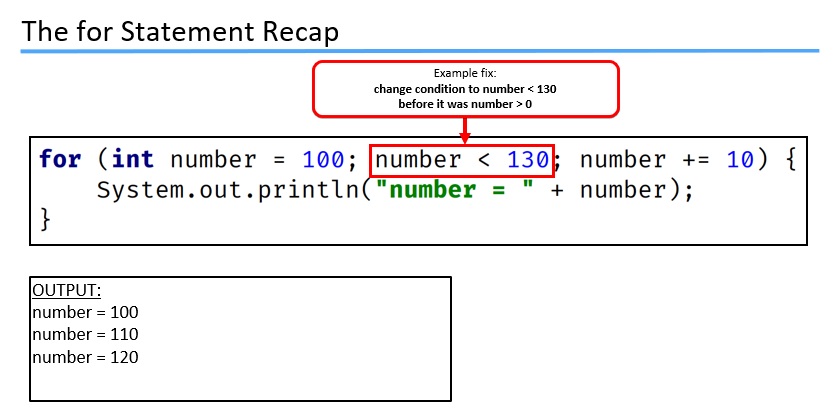 The for Statement Recap
Example fix:
change condition to number < 130
before it was number > 0
for (int number = 100; number < 130; number += 10) {
    System.out.println("number = " + number);
}
OUTPUT:
number = 100
number = 110
number = 120